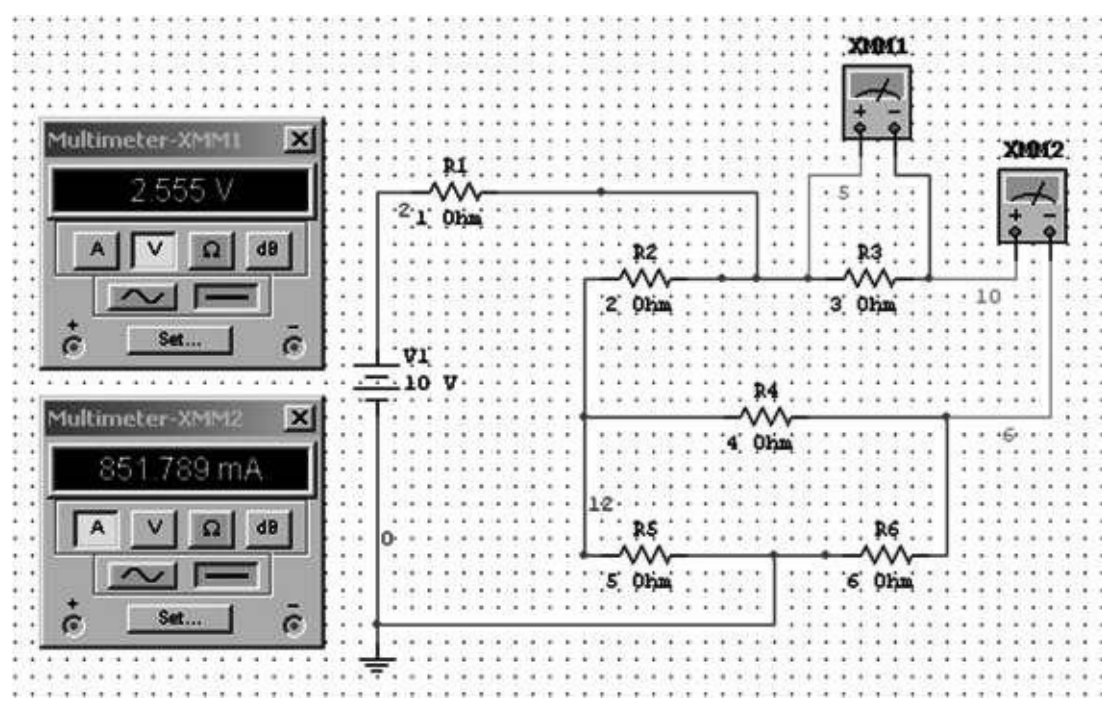 XMM1
XMM2
Multimeter-XMM1 X
2.555 V
A V Ω dB
+ Set... -
Multimeter-XMM2 X
851.789 mA
A V Ω dB
+ Set... -
R1
2
1 Ohm
+ -
5
+ -
R2
2 Ohm
R3
3 Ohm
10
V1
10 V
R4
4 Ohm
6
12
0
R5
5 Ohm
R6
6 Ohm